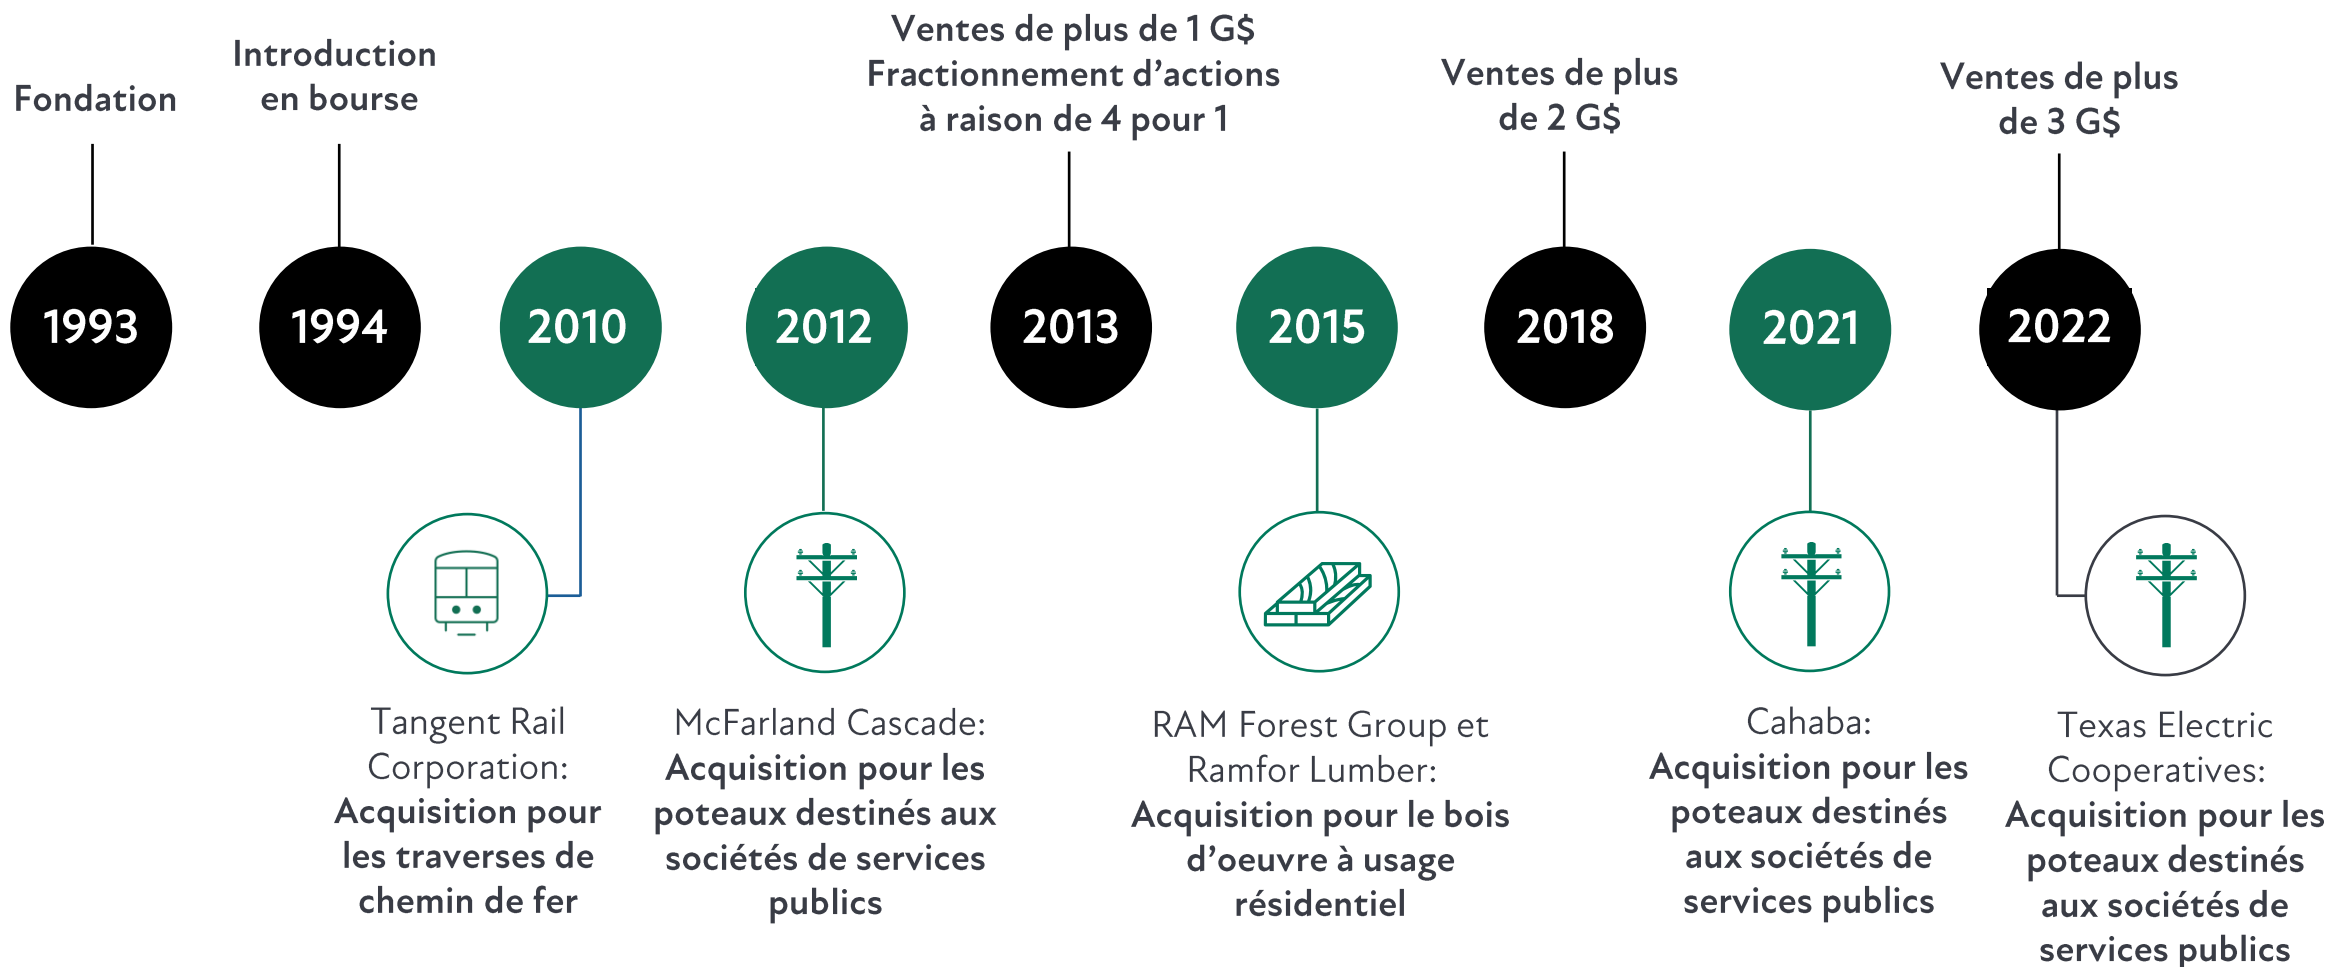 Fondation
Introduction
en bourse
Ventes de plus de 1 G$
Fractionnement d’actions
à raison de 4 pour 1
Ventes de plus
de 2 G$
Ventes de plus
de 3 G$
1993
1994
2010
2012
2013
2015
2018
2021
2022
Tangent Rail
Corporation:
Acquisition pour
les traverses de
chemin de fer
McFarland Cascade:
Acquisition pour les
poteaux destinés aux
sociétés de services
publics
RAM Forest Group et
Ramfor Lumber:
Acquisition pour le bois
d’oeuvre à usage
résidentiel
Cahaba:
Acquisition pour les
poteaux destinés
aux sociétés de
services publics
Texas Electric
Cooperatives:
Acquisition pour les
poteaux destinés
aux sociétés de
services publics